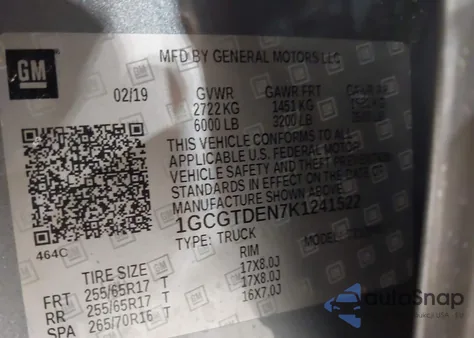 GM
MFD BY GENERAL MOTORS LLC
02/19 GVWR GAWR FRT GAWR RR
2722 KG 1451 KG KG
6000 LB 3200 LB
THIS VEHICLE CONFORMS TO ALL
APPLICABLE U.S. FEDERAL MOTOR
VEHICLE SAFETY AND THEFT PREVENTION
STANDARDS IN EFFECT ON THE DATE OF
MANUFACTURE SHOWN ABOVE.
1GCGTDEN7K1241522
TYPE: TRUCK
464C
TIRE SIZE RIM
FRT 255/65R17 T 17X8.0J
RR 255/65R17 T 17X8.0J
SPA 265/70R16 T 16X7.0J
autoSnap